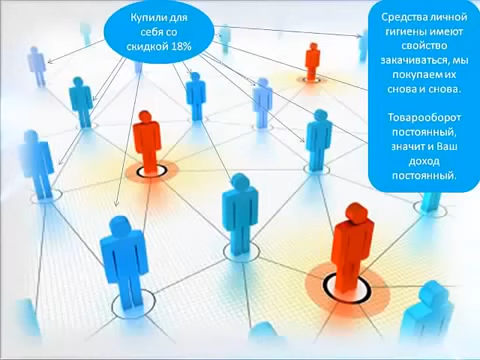 Купили для
себя со
скидкой 18%
Средства личной
гигиены имеют
свойство
закачиваться, мы
покупаем их
снова и снова.
Товарооборот
постоянный,
значит и Ваш
доход
постоянный.